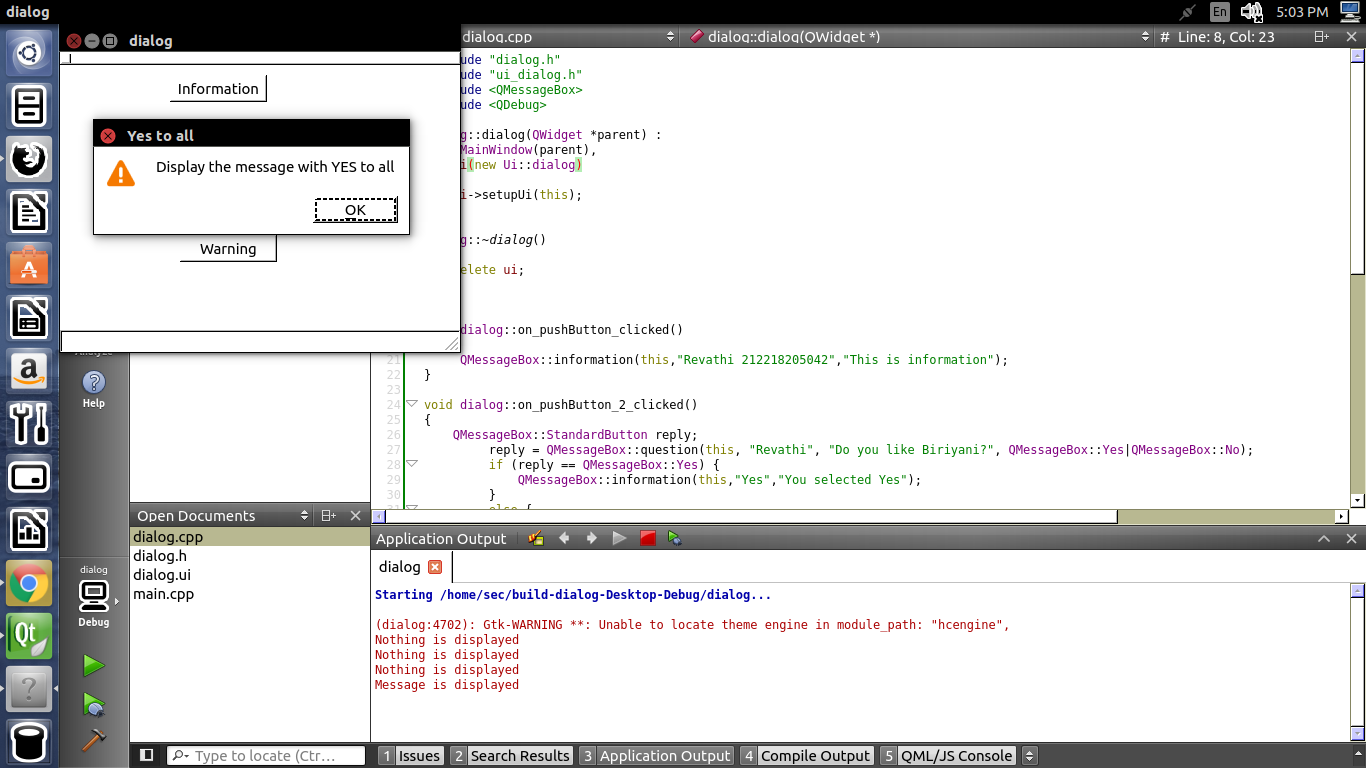 dialog
En
5:03 PM
dialog
dialog.cpp
dialog::dialog(QWidget *)
# Line: 8, Col: 23
Information
Yes to all
Display the message with YES to all
OK
Warning
ude "dialog.h"
ude "ui_dialog.h"
ude <QMessageBox>
ude <QDebug>
g::dialog(QWidget *parent) :
MainWindow(parent),
i(new Ui::dialog)
i->setupUi(this);
g::~dialog()
elete ui;
dialog::on_pushButton_clicked()
21 QMessageBox::information(this,"Revathi 212218205042","This is information");
22 }
23
24 void dialog::on_pushButton_2_clicked()
25 {
26 QMessageBox::StandardButton reply;
27 reply = QMessageBox::question(this, "Revathi", "Do you like Biriyani?", QMessageBox::Yes|QMessageBox::No);
28 if (reply == QMessageBox::Yes) {
29 QMessageBox::information(this,"Yes","You selected Yes");
30 }
else {
Help
dialog
Debug
Open Documents
dialog.cpp
dialog.h
dialog.ui
main.cpp
Application Output
dialog
Starting /home/sec/build-dialog-Desktop-Debug/dialog...
(dialog:4702): Gtk-WARNING **: Unable to locate theme engine in module_path: "hcengine",
Nothing is displayed
Nothing is displayed
Nothing is displayed
Message is displayed
Type to locate (Ctr...
1 Issues
2 Search Results
3 Application Output
4 Compile Output
5 QML/JS Console